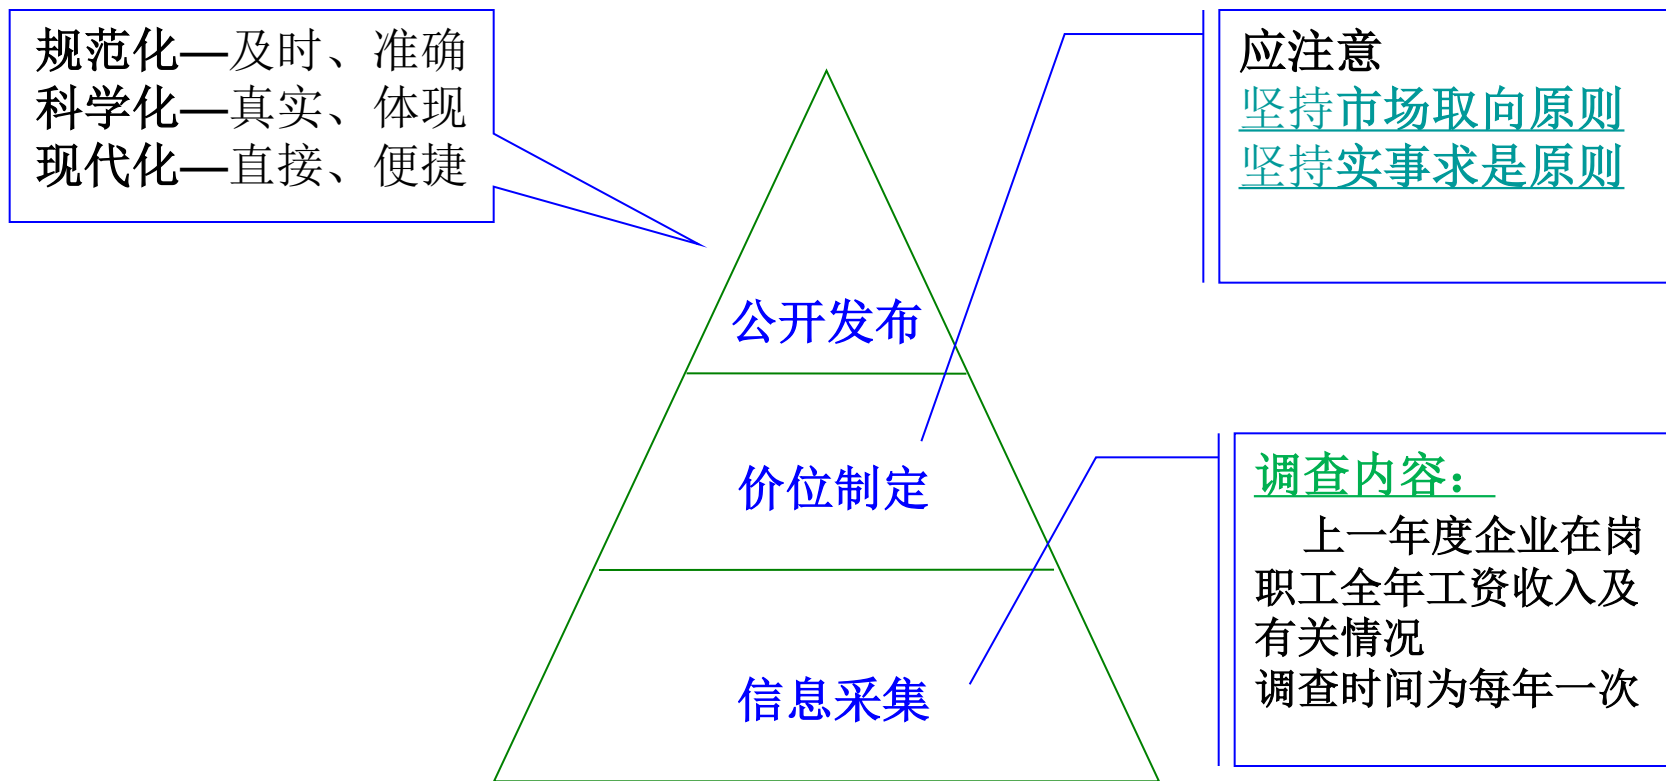 规范化—及时、准确
科学化—真实、体现
现代化—直接、便捷
应注意
坚持市场取向原则
坚持实事求是原则
公开发布
价位制定
信息采集
调查内容：
上一年度企业在岗
职工全年工资收入及
有关情况
调查时间为每年一次